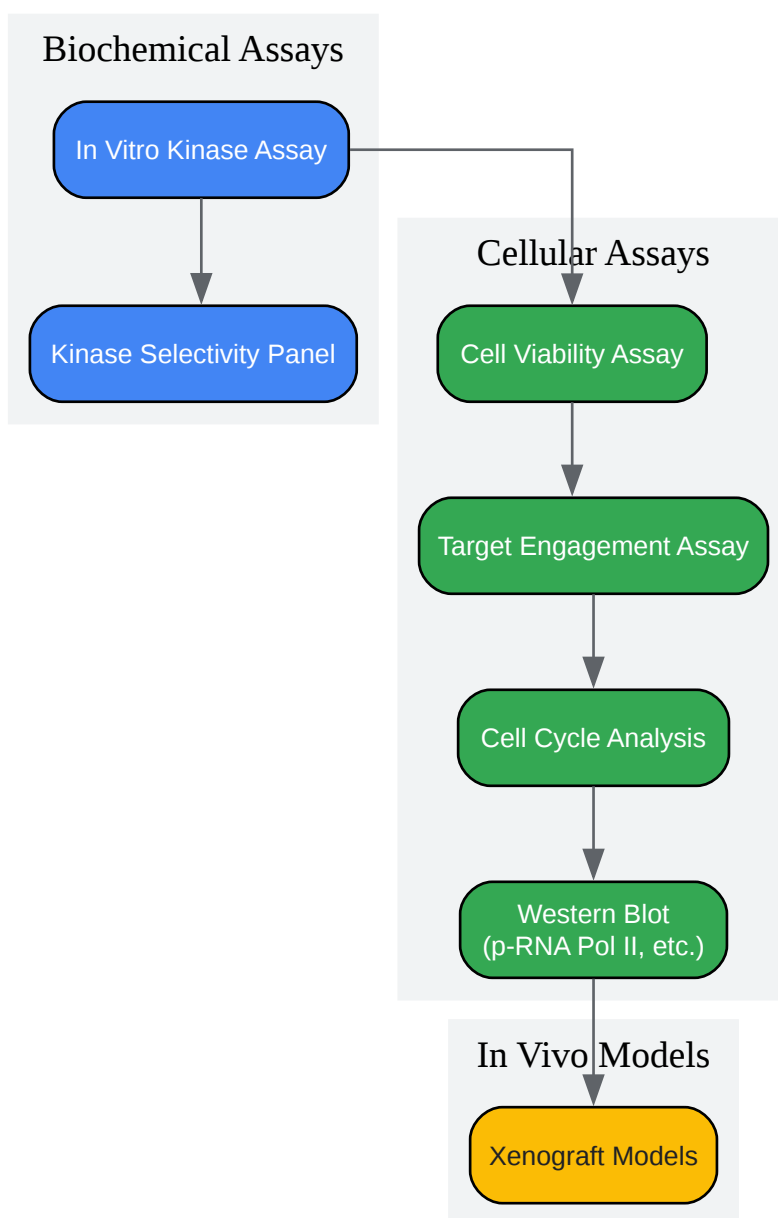 Biochemical Assays
In Vitro Kinase Assay
Kinase Selectivity Panel
Cellular Assays
Cell Viability Assay
Target Engagement Assay
Cell Cycle Analysis
Western Blot
(p-RNA Pol II, etc.)
In Vivo Models
Xenograft Models